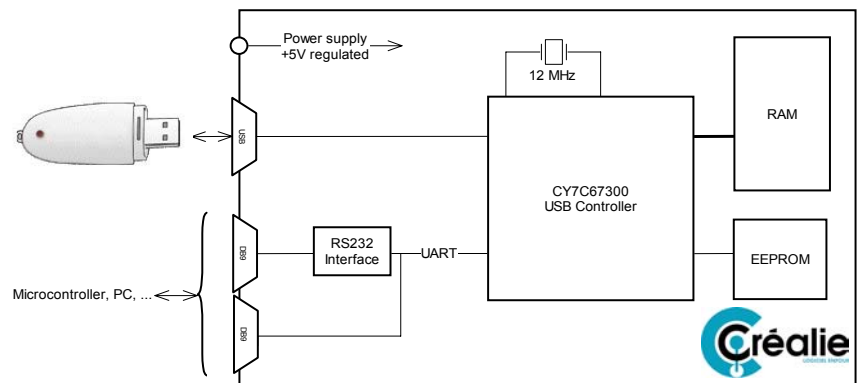 Power supply
+5V regulated
12 MHz
RAM
USB
CY7C67300
USB Controller
DB9
RS232
Interface
UART
EEPROM
Microcontroller, PC, ...
DB9
Créalie